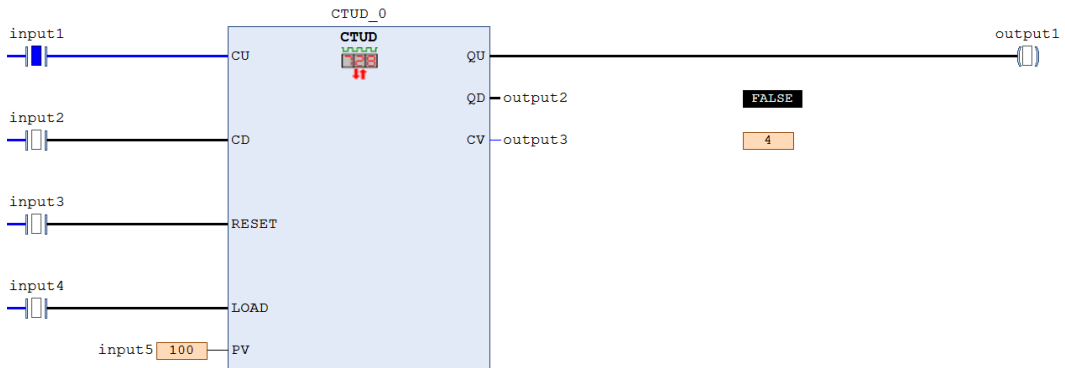 CTUD_0
input1
CTUD
output1
CU
728
QU
QD
output2
FALSE
input2
CD
CV
output3
4
input3
RESET
input4
LOAD
input5
100
PV